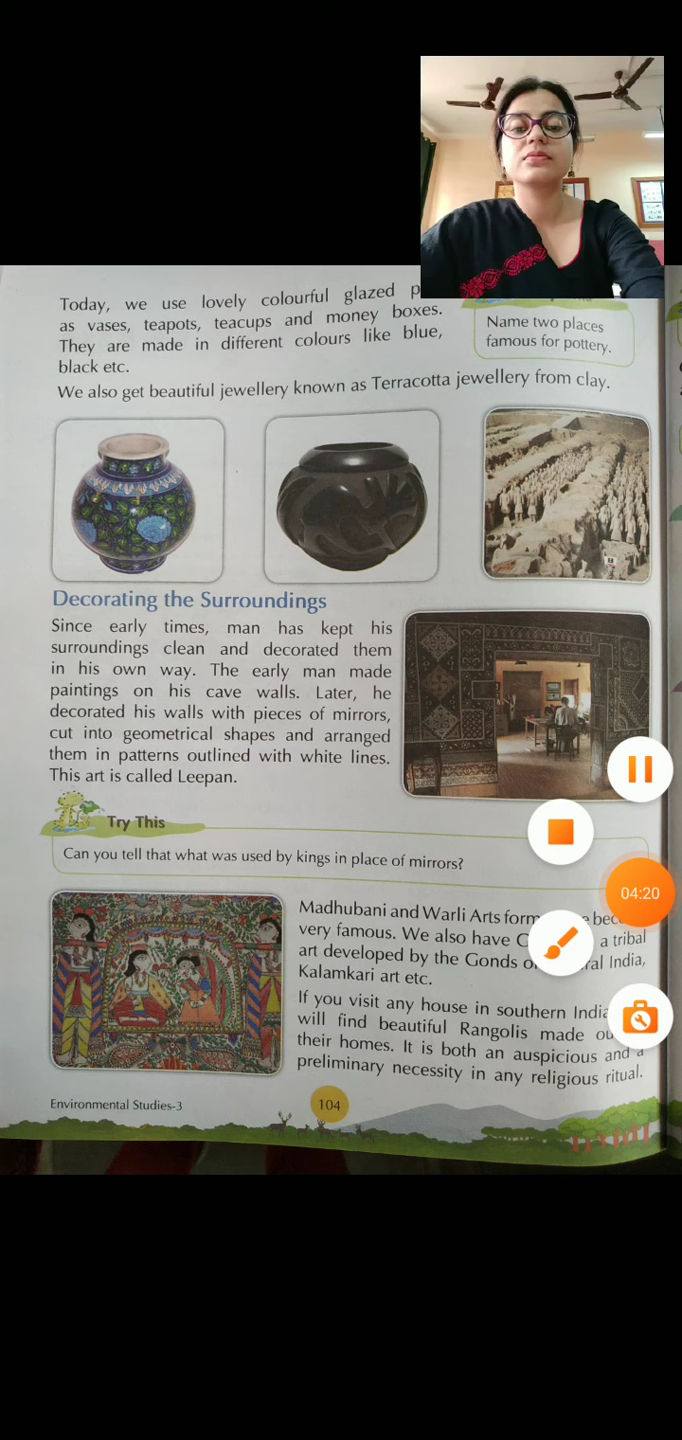 Today, we use lovely colourful glazed
as vases, teapots, teacups and money boxes.
They are made in different colours like blue,
black etc.
Name two places
famous for pottery.
We also get beautiful jewellery known as Terracotta jewellery from clay.
Decorating the Surroundings
Since early times, man has kept his
surroundings clean and decorated them
in his own way. The early man made
paintings on his cave walls. Later, he
decorated his walls with pieces of mirrors,
cut into geometrical shapes and arranged
them in patterns outlined with white lines.
This art is called Leepan.
Try This
Can you tell that what was used by kings in place of mirrors?
04:20
Madhubani and Warli Arts
very famous. We also have a tribal
art developed by the Gonds India,
Kalamkari art etc.
If you visit any house in southern
will find beautiful Rangolis made
their homes. It is both an auspicious and a
preliminary necessity in any religious ritual.
Environmental Studies-3
104